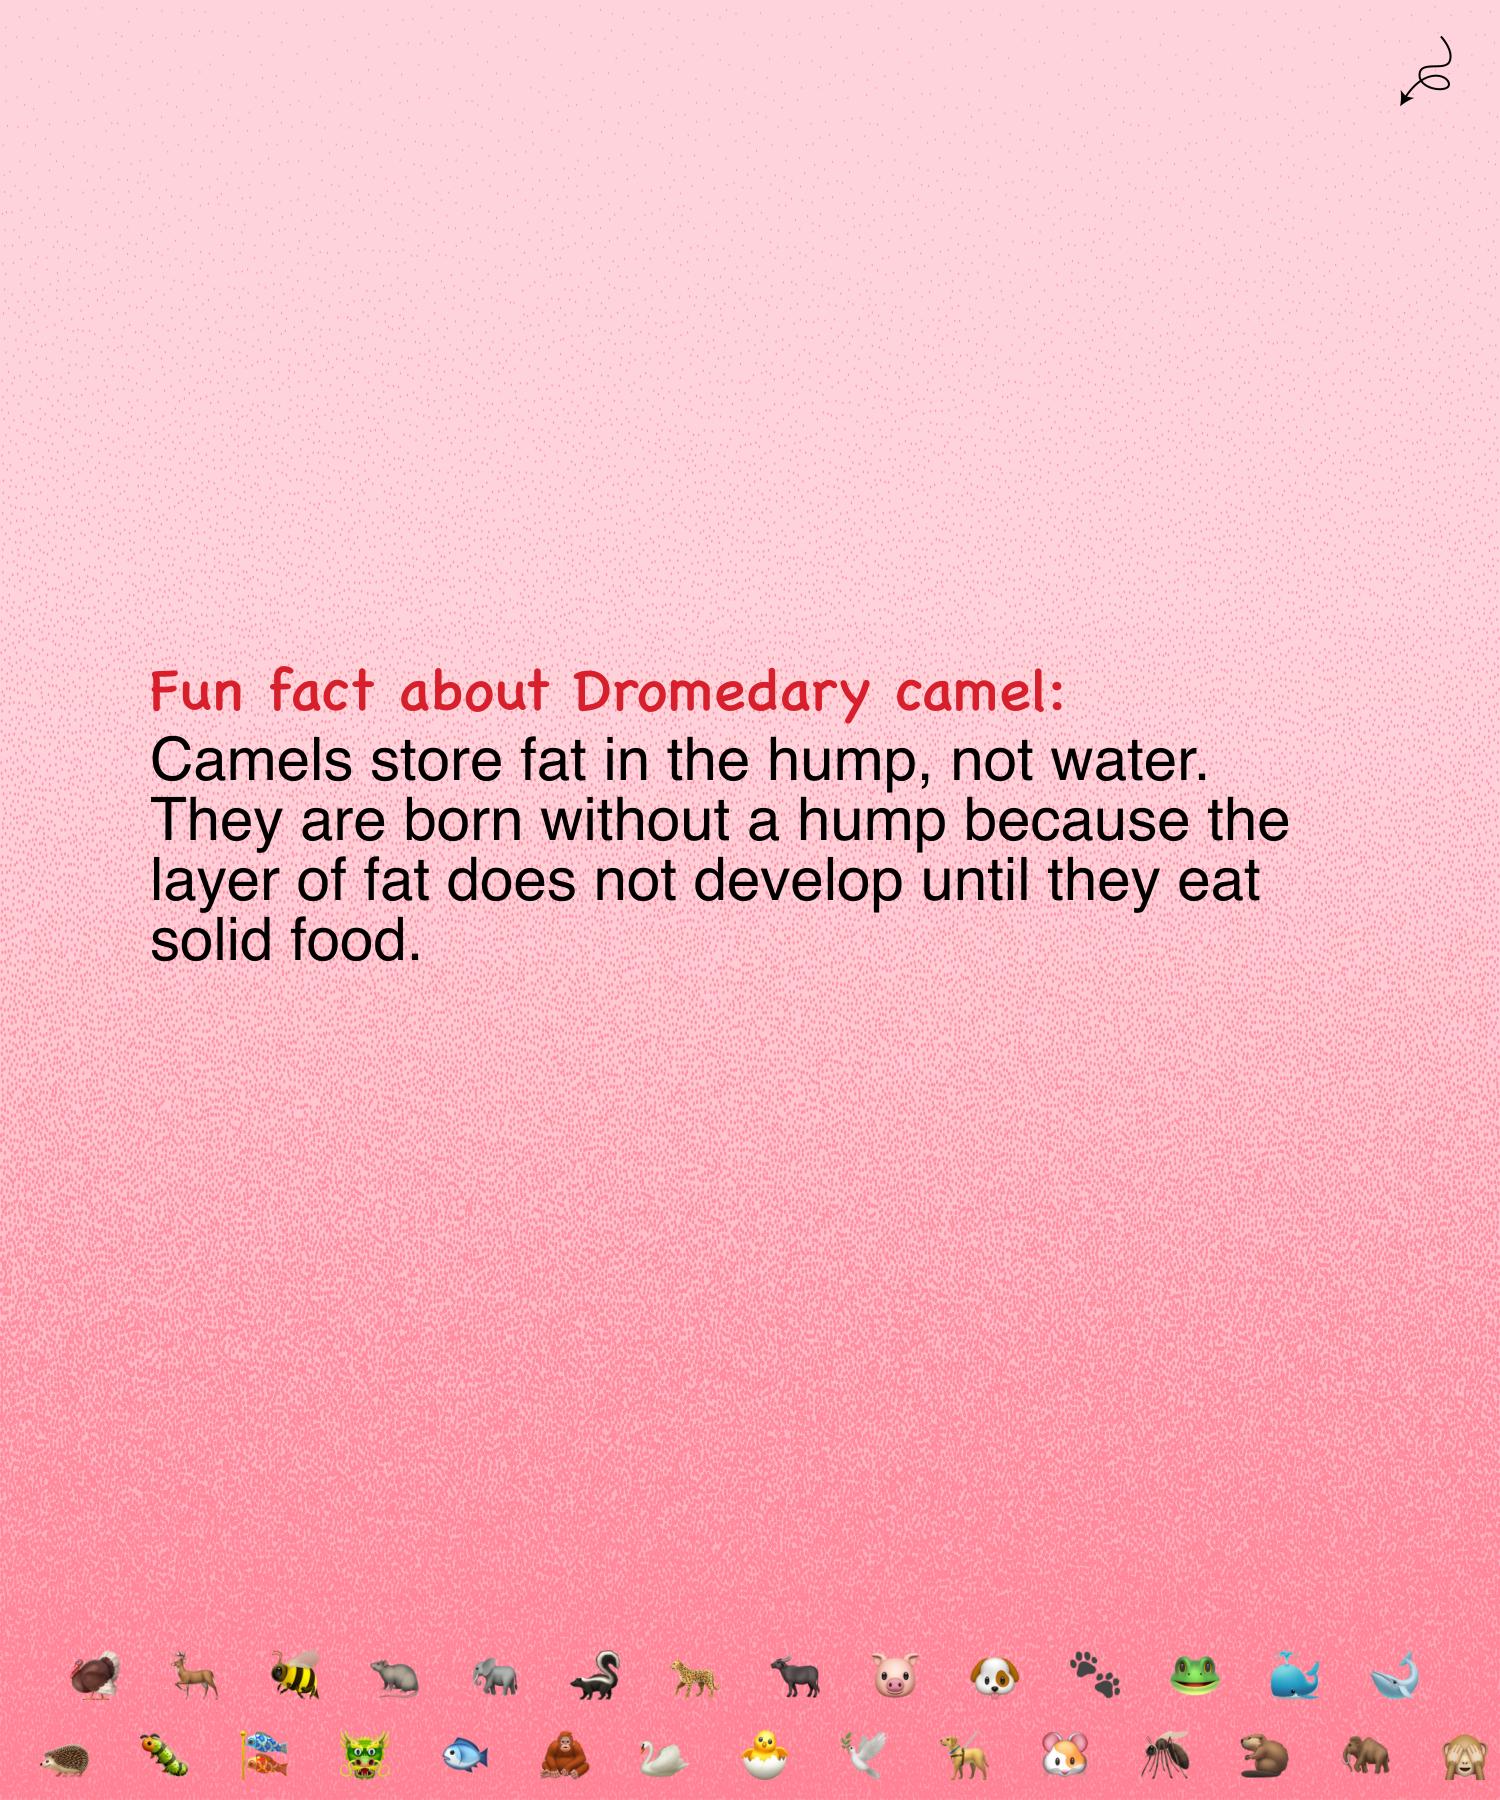 Fun fact about Dromedary camel:
Camels store fat in the hump, not water.
They are born without a hump because the
layer of fat does not develop until they eat
solid food.